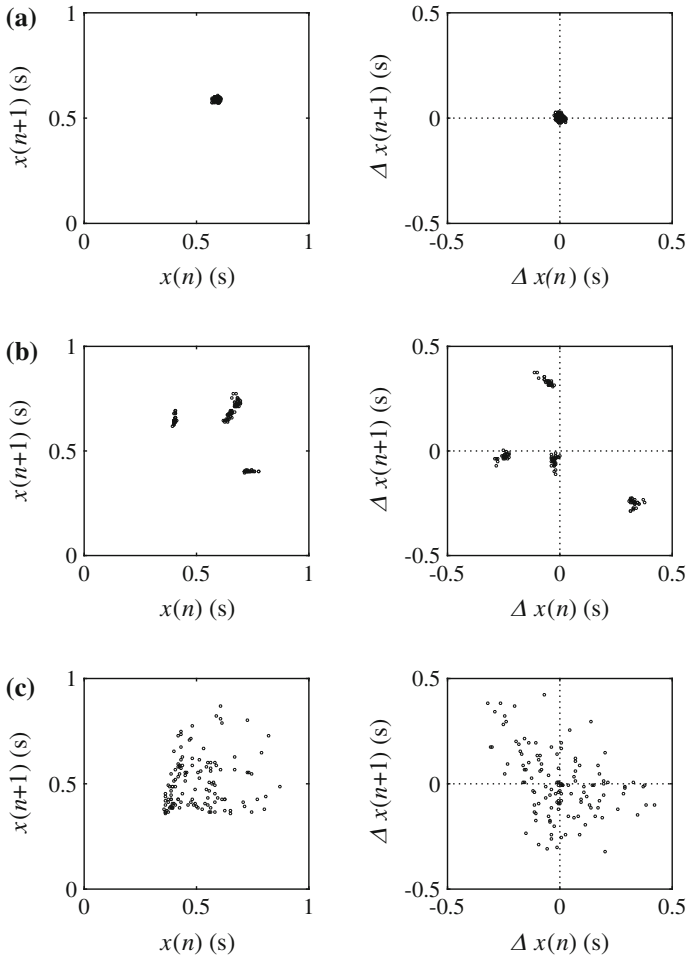 (a)
1
0.5
0
x(n+1) (s)
0 0.5 1
x(n) (s)
0.5
0
-0.5
Δ x(n+1) (s)
-0.5 0 0.5
Δ x(n) (s)
(b)
1
0.5
0
x(n+1) (s)
0 0.5 1
x(n) (s)
0.5
0
-0.5
Δ x(n+1) (s)
-0.5 0 0.5
Δ x(n) (s)
(c)
1
0.5
0
x(n+1) (s)
0 0.5 1
x(n) (s)
0.5
0
-0.5
Δ x(n+1) (s)
-0.5 0 0.5
Δ x(n) (s)